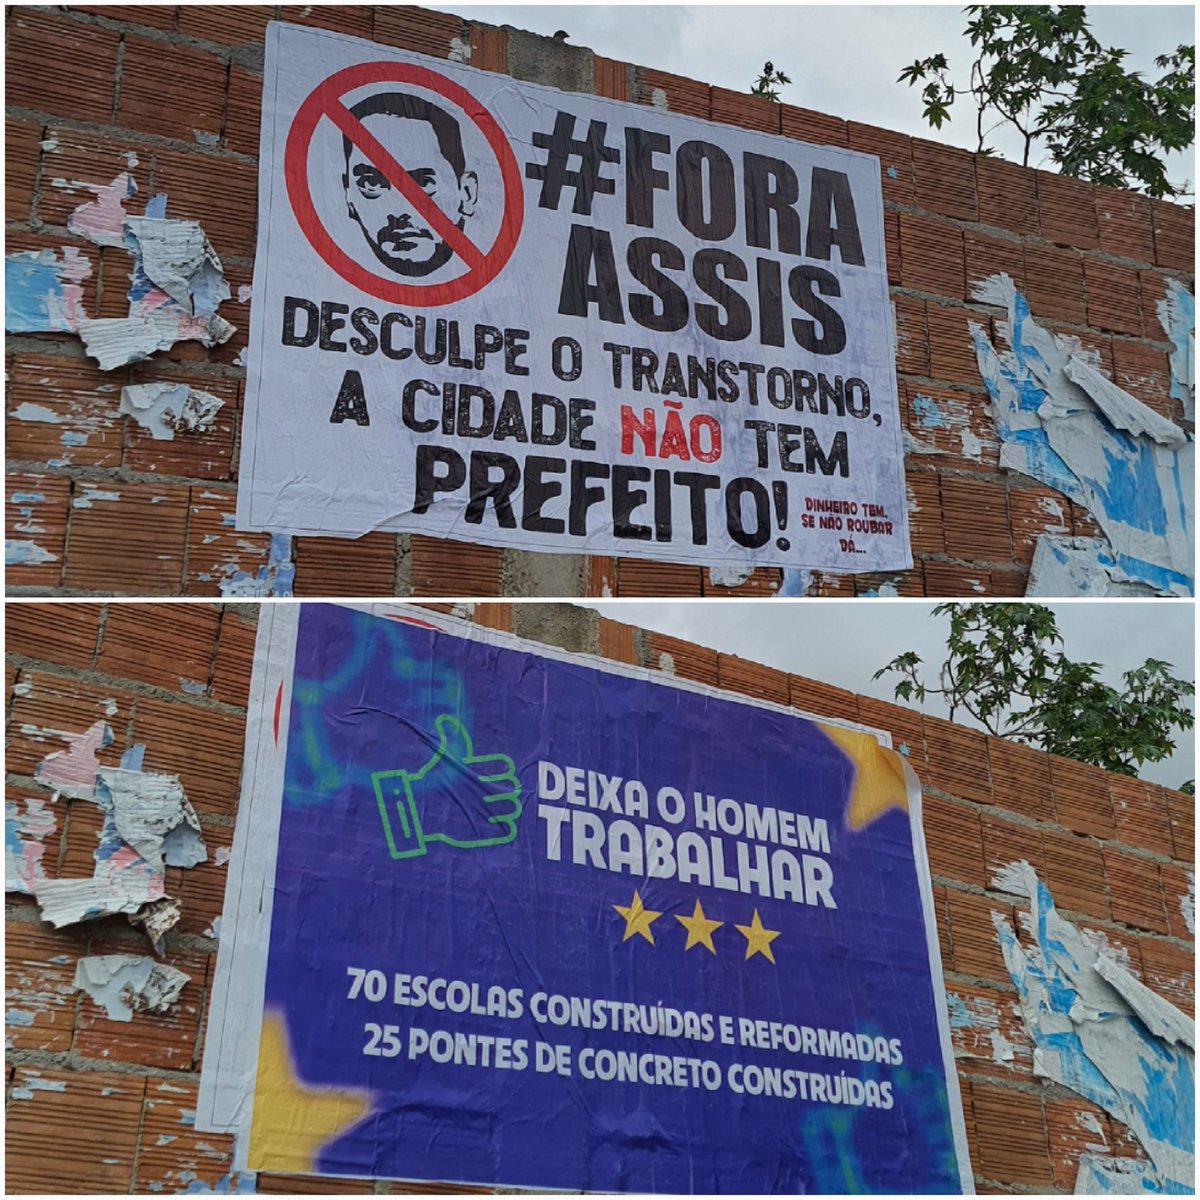 #FORA
ASSIS
DESCULPE O TRANSTORNO,
A CIDADE NÃO TEM
PREFEITO!
DINHEIRO TEM.
SE NÃO ROUBAR
DÁ...
DEIXA O HOMEM
TRABALHAR
70 ESCOLAS CONSTRUÍDAS E REFORMADAS
25 PONTES DE CONCRETO CONSTRUÍDAS